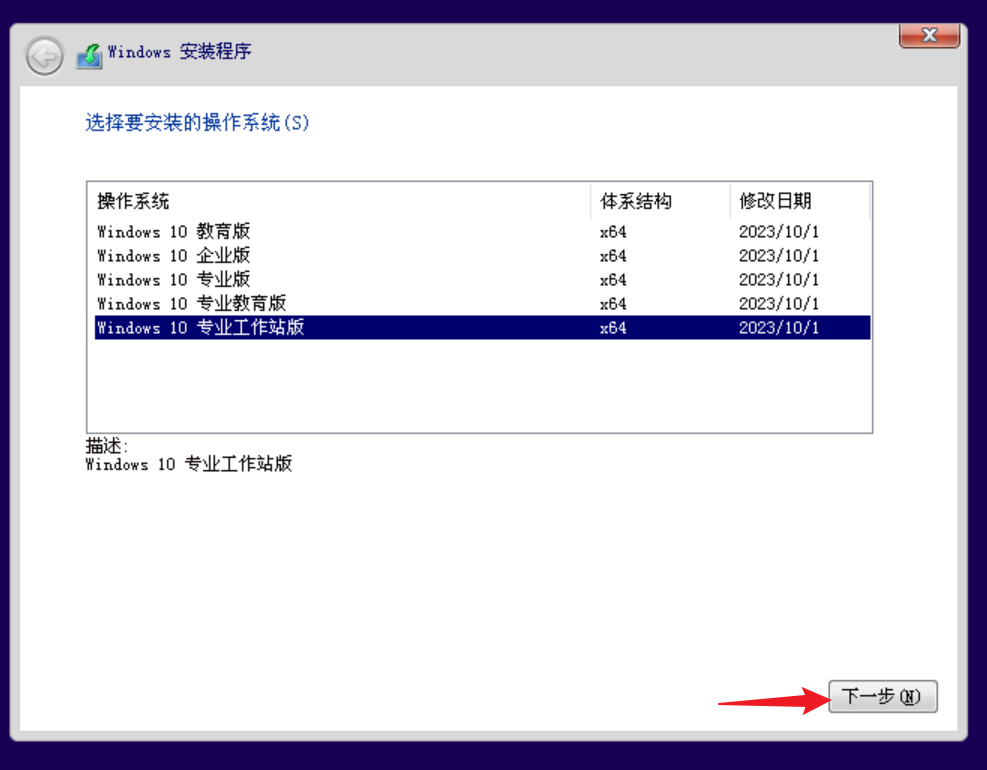 Windows 安装程序
选择要安装的操作系统(S)
操作系统 体系结构 修改日期
Windows 10 教育版 x64 2023/10/1
Windows 10 企业版 x64 2023/10/1
Windows 10 专业版 x64 2023/10/1
Windows 10 专业教育版 x64 2023/10/1
Windows 10 专业工作站版 x64 2023/10/1
描述:
Windows 10 专业工作站版
下一步(N)